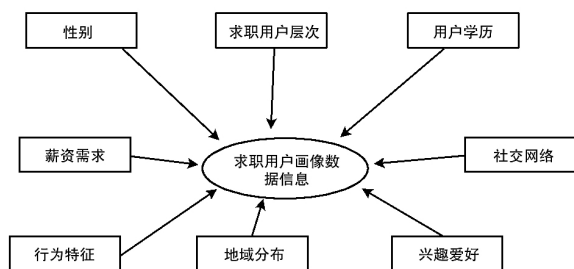 性别
求职用户层次
用户学历
薪资需求
求职用户画像数
据信息
社交网络
行为特征
地域分布
兴趣爱好